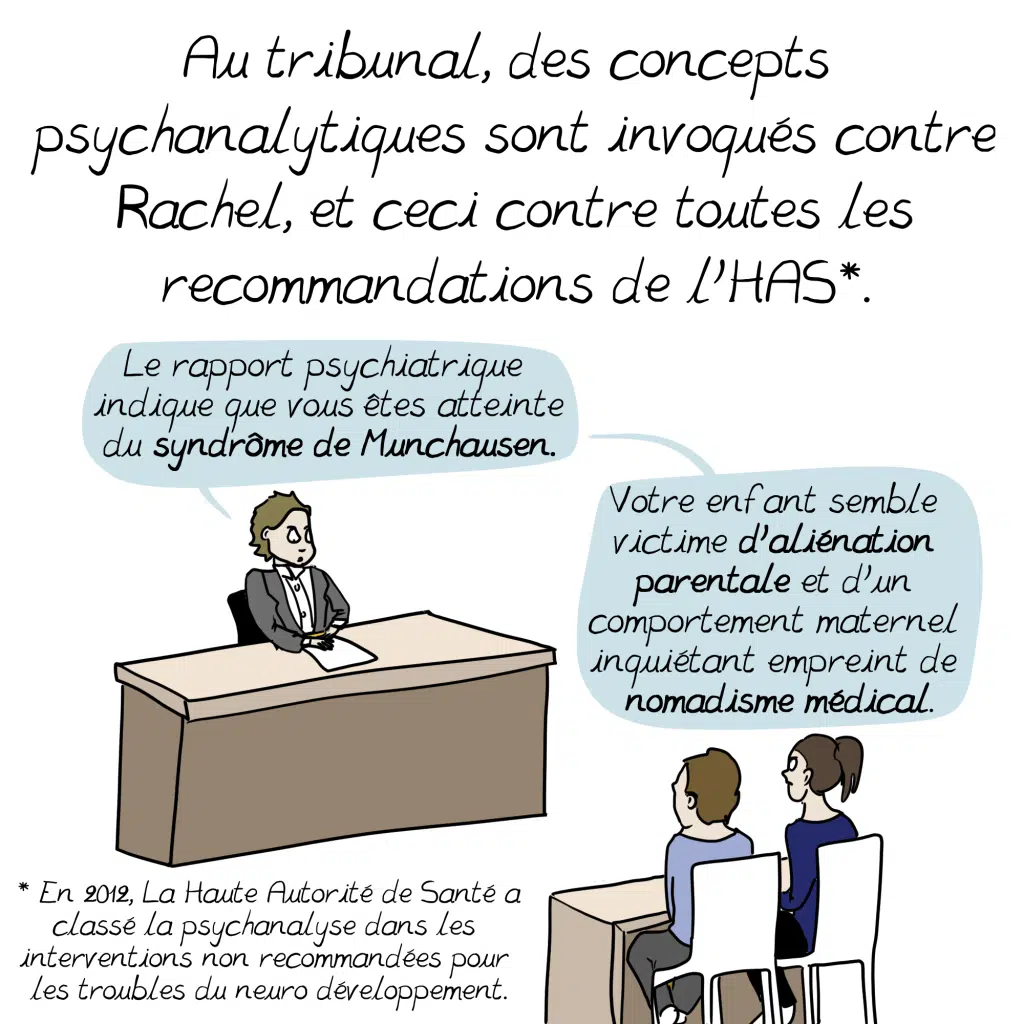 Au tribunal, des concepts
psychanalytiques sont invoqués contre
Rachel, et ceci contre toutes les
recommandations de l'HAS*.
Le rapport psychiatrique
indique que vous êtes atteinte
du syndrôme de Munchausen.
Votre enfant semble
victime d'aliénation
parentale et d'un
comportement maternel
inquiétant empreint de
nomadisme médical.
* En 2012, La Haute Autorité de Santé a
classé la psychanalyse dans les
interventions non recommandées pour
les troubles du neuro développement.